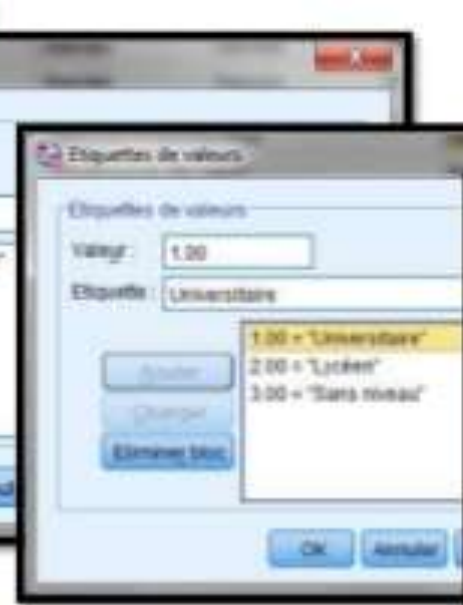 Etiquettes de valeurs
Etiquettes de valeurs
Valeur : 1.00
Etiquette : Universitaire
1.00 = "Universitaire"
2.00 = "Lycéen"
3.00 = "Sans niveau"
Ajouter
Changer
Eliminer bloc
OK
Annuler